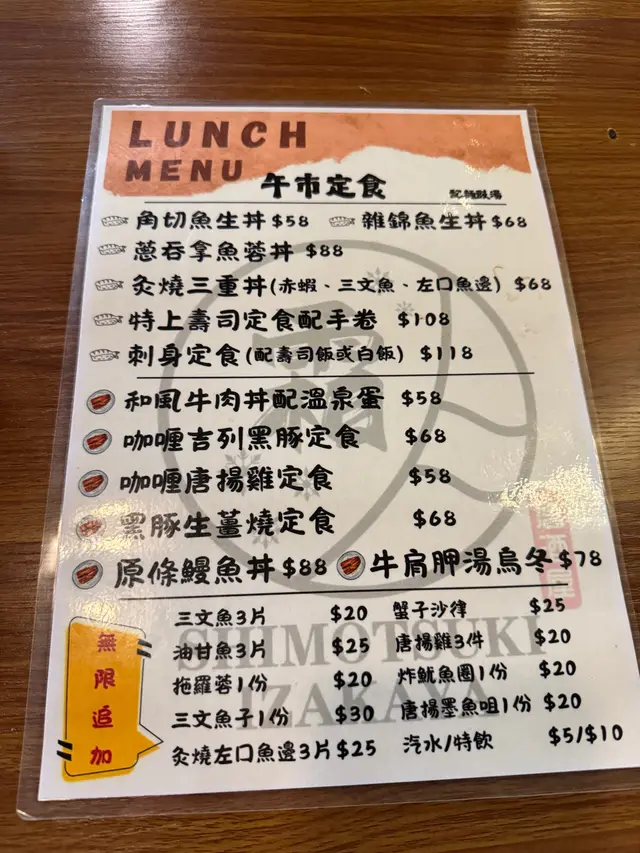 LUNCH
MENU
午市定食
配麵豉湯
角切魚生丼 $58 雜錦魚生丼 $68
蔥吞拿魚蓉丼 $88
炙燒三重丼(赤蝦、三文魚、左口魚邊) $68
特上壽司定食配手卷 $108
刺身定食(配壽司飯或白飯) $118
和風牛肉丼配溫泉蛋 $58
咖喱吉列黑豚定食 $68
咖喱唐揚雞定食 $58
黑豚生薑燒定食 $68
原條鰻魚丼 $88 牛肩胛湯烏冬 $78
無限追加
三文魚3片 $20 蟹子沙律 $25
油甘魚3片 $25 唐揚雞3件 $20
拖羅蓉1份 $20 炸魷魚圈1份 $20
三文魚子1份 $30 唐揚墨魚咀1份 $20
炙燒左口魚邊3片 $25 汽水/特飲 $5/$10
霜
SHIMOTSUKI
IZAKAYA